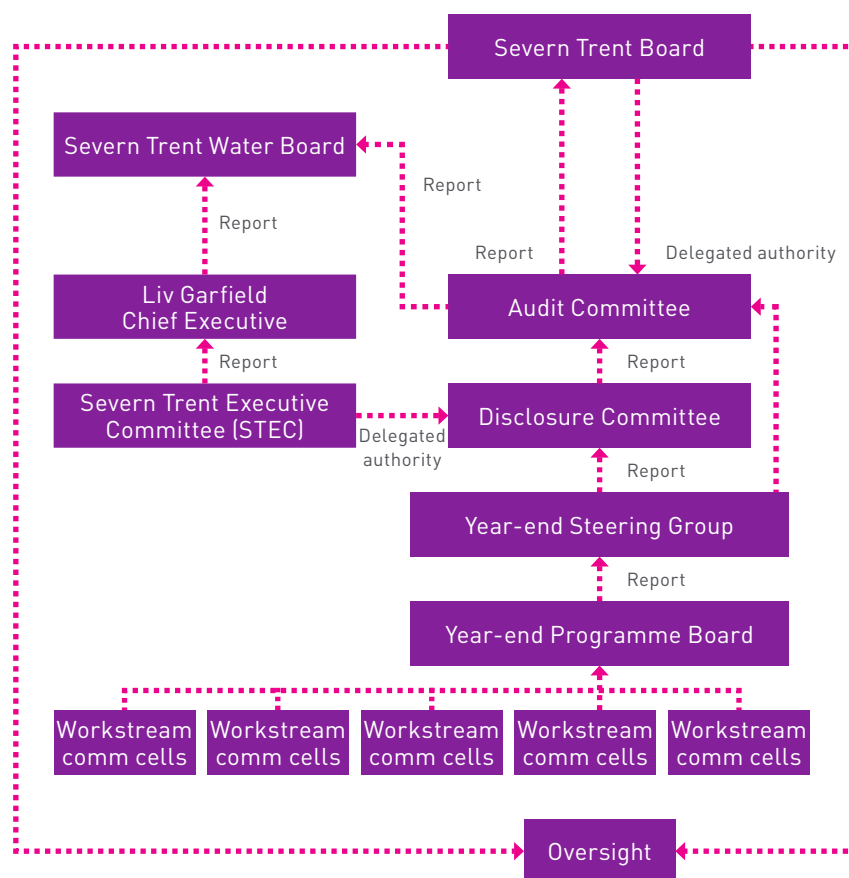 Severn Trent Board
Severn Trent Water Board
Report
Report
Report
Delegated authority
Liv Garfield
Chief Executive
Audit Committee
Report
Report
Severn Trent Executive
Committee (STEC)
Delegated
authority
Disclosure Committee
Report
Year-end Steering Group
Report
Year-end Programme Board
Workstream
comm cells
Workstream
comm cells
Workstream
comm cells
Workstream
comm cells
Workstream
comm cells
Oversight